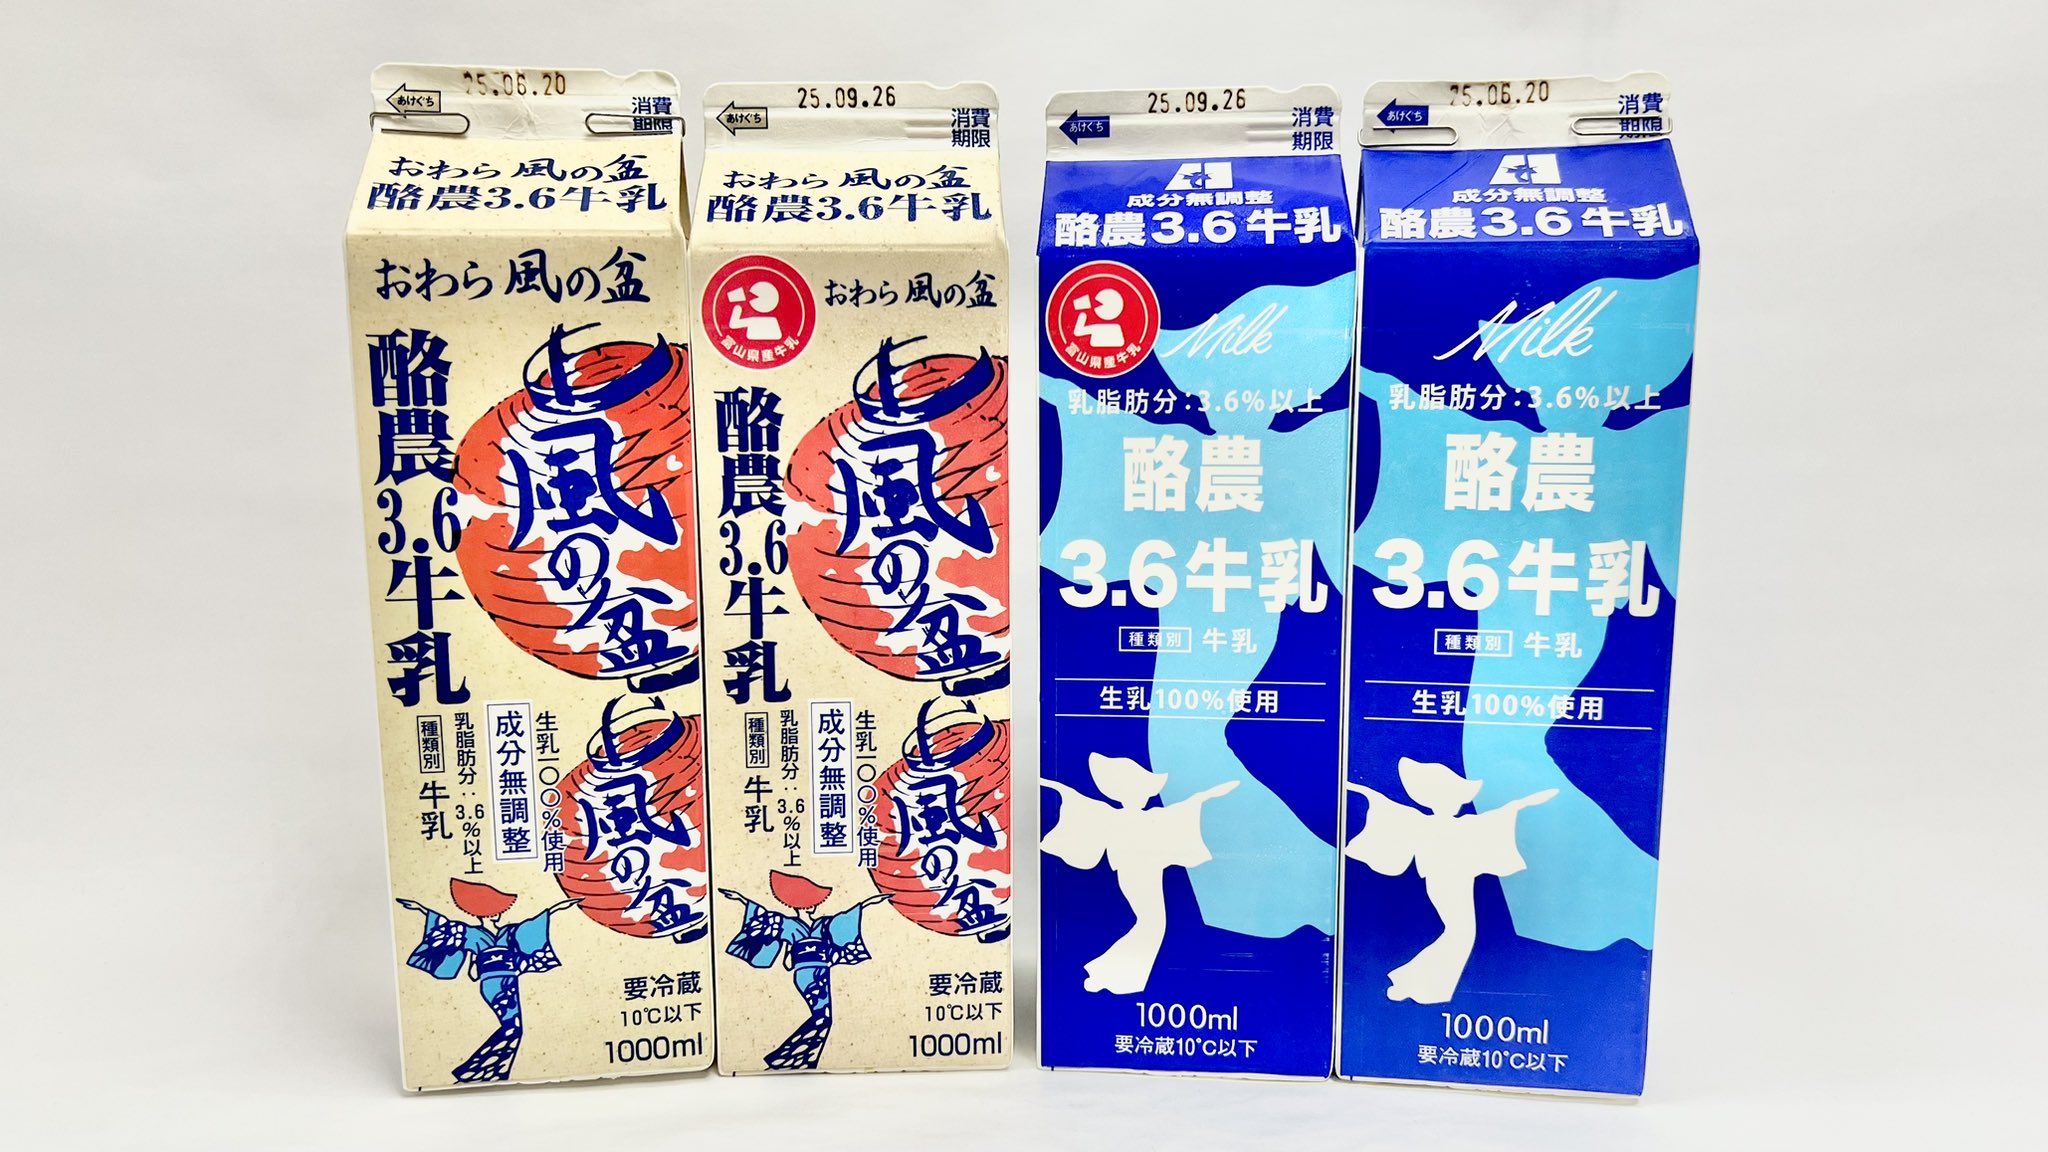 あけぐち
25.06.20
消費
期限
おわら 風の盆
酪農3.6牛乳
おわら 風の盆
酪農3.6牛乳
風の盆
生乳一〇〇%使用
成分無調整
乳脂肪分:3.6%以上
種類別 牛乳
風の盆
要冷蔵
10℃以下
1000ml
あけぐち
25.09.26
消費
期限
おわら 風の盆
酪農3.6牛乳
富山県産牛乳
おわら 風の盆
酪農3.6牛乳
風の盆
生乳一〇〇%使用
成分無調整
乳脂肪分:3.6%以上
種類別 牛乳
風の盆
要冷蔵
10℃以下
1000ml
あけぐち
25.09.26
消費
期限
成分無調整
酪農3.6牛乳
富山県産牛乳
Milk
乳脂肪分:3.6%以上
酪農
3.6牛乳
種類別 牛乳
生乳100%使用
1000ml
要冷蔵10℃以下
あけぐち
25.06.20
消費
期限
成分無調整
酪農3.6牛乳
Milk
乳脂肪分:3.6%以上
酪農
3.6牛乳
種類別 牛乳
生乳100%使用
1000ml
要冷蔵10℃以下